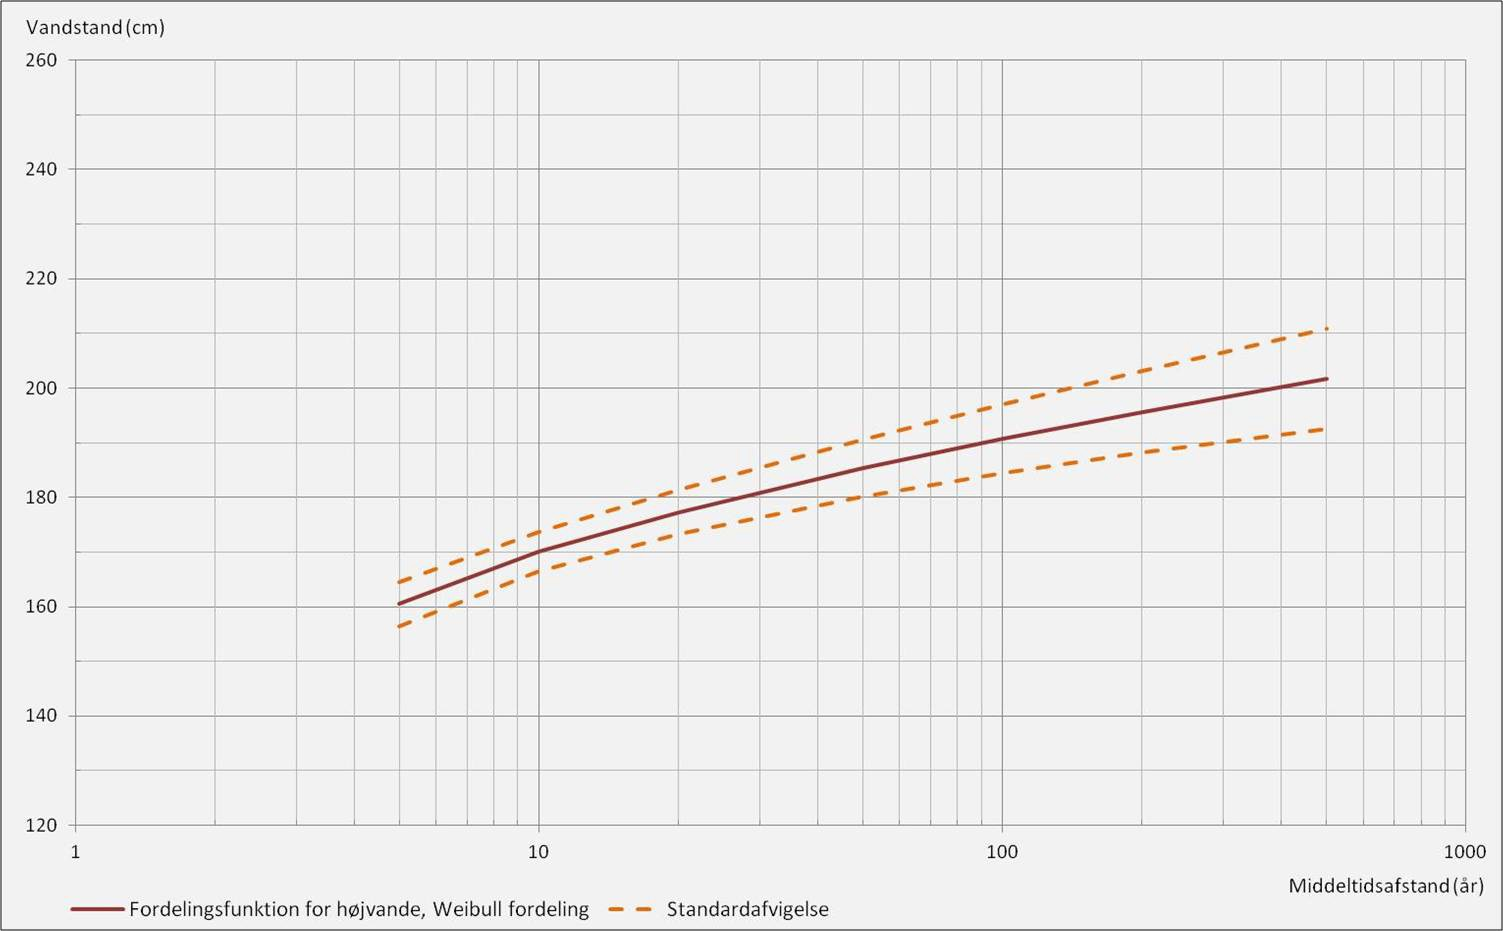 Vandstand (cm)
260
240
220
200
180
160
140
120
1 10 100 1000
Middeltidsafstand (år)
Fordelingsfunktion for højvande, Weibull fordeling Standardafvigelse